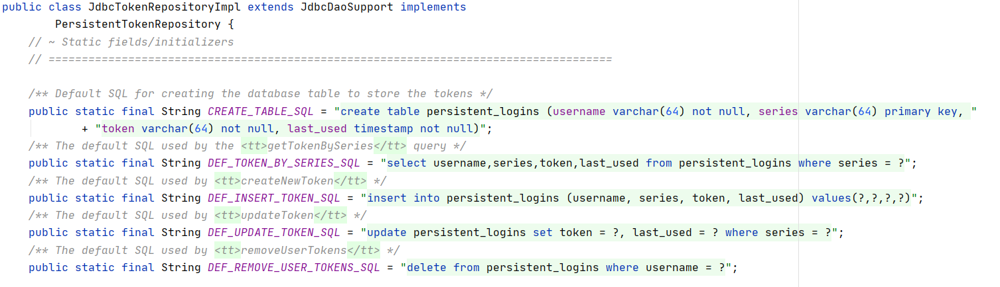 public class JdbcTokenRepositoryImpl extends JdbcDaoSupport implements
PersistentTokenRepository {
// ~ Static fields/initializers
// =====================================================================================
/** Default SQL for creating the database table to store the tokens */
public static final String CREATE_TABLE_SQL = "create table persistent_logins (username varchar(64) not null, series varchar(64) primary key, "
+ "token varchar(64) not null, last_used timestamp not null)";
/** The default SQL used by the <tt>getTokenBySeries</tt> query */
public static final String DEF_TOKEN_BY_SERIES_SQL = "select username,series,token,last_used from persistent_logins where series = ?";
/** The default SQL used by <tt>createNewToken</tt> */
public static final String DEF_INSERT_TOKEN_SQL = "insert into persistent_logins (username, series, token, last_used) values(?,?,?,?)";
/** The default SQL used by <tt>updateToken</tt> */
public static final String DEF_UPDATE_TOKEN_SQL = "update persistent_logins set token = ?, last_used = ? where series = ?";
/** The default SQL used by <tt>removeUserTokens</tt> */
public static final String DEF_REMOVE_USER_TOKENS_SQL = "delete from persistent_logins where username = ?";